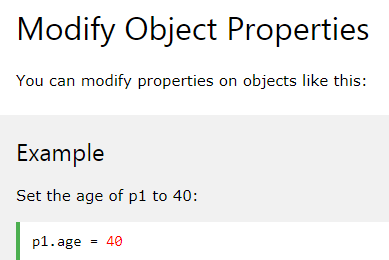 Modify Object Properties
You can modify properties on objects like this:
Example
Set the age of p1 to 40:
p1.age = 40